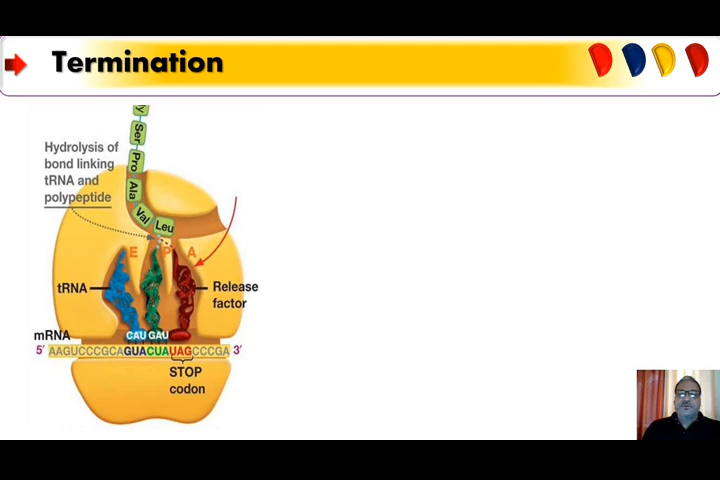 Termination
y
Ser
Pro
Ala
Val
Leu
Hydrolysis of
bond linking
tRNA and
polypeptide
E P A
tRNA
Release
factor
mRNA
CAU GAU
5′ AAGUCCCGCAGUACUAUAGCCCGA 3′
STOP
codon